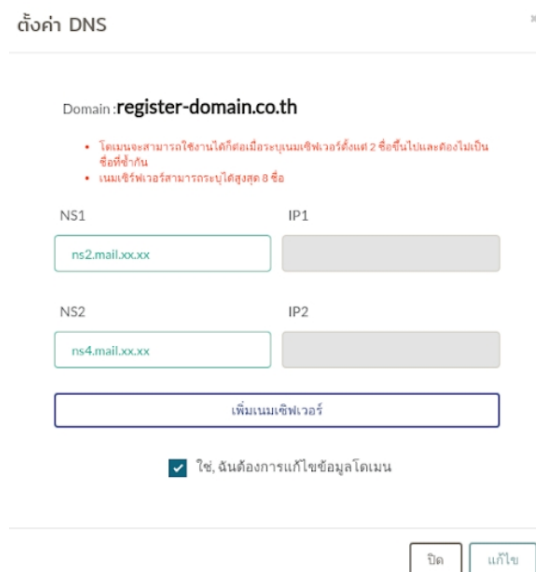 ตั้งค่า DNS
×
Domain :register-domain.co.th
• โดเมนจะสามารถใช้งานได้ก็ต่อเมื่อระบุเนมเซิฟเวอร์ตั้งแต่ 2 ชื่อขึ้นไปและต้องไม่เป็น
ชื่อที่ซ้ำกัน
• เนมเซิร์ฟเวอร์สามารถระบุได้สูงสุด 8 ชื่อ
NS1 IP1
ns2.mail.xx.xx
NS2 IP2
ns4.mail.xx.xx
เพิ่มเนมเซิฟเวอร์
ใช่, ฉันต้องการแก้ไขข้อมูลโดเมน
ปิด แก้ไข